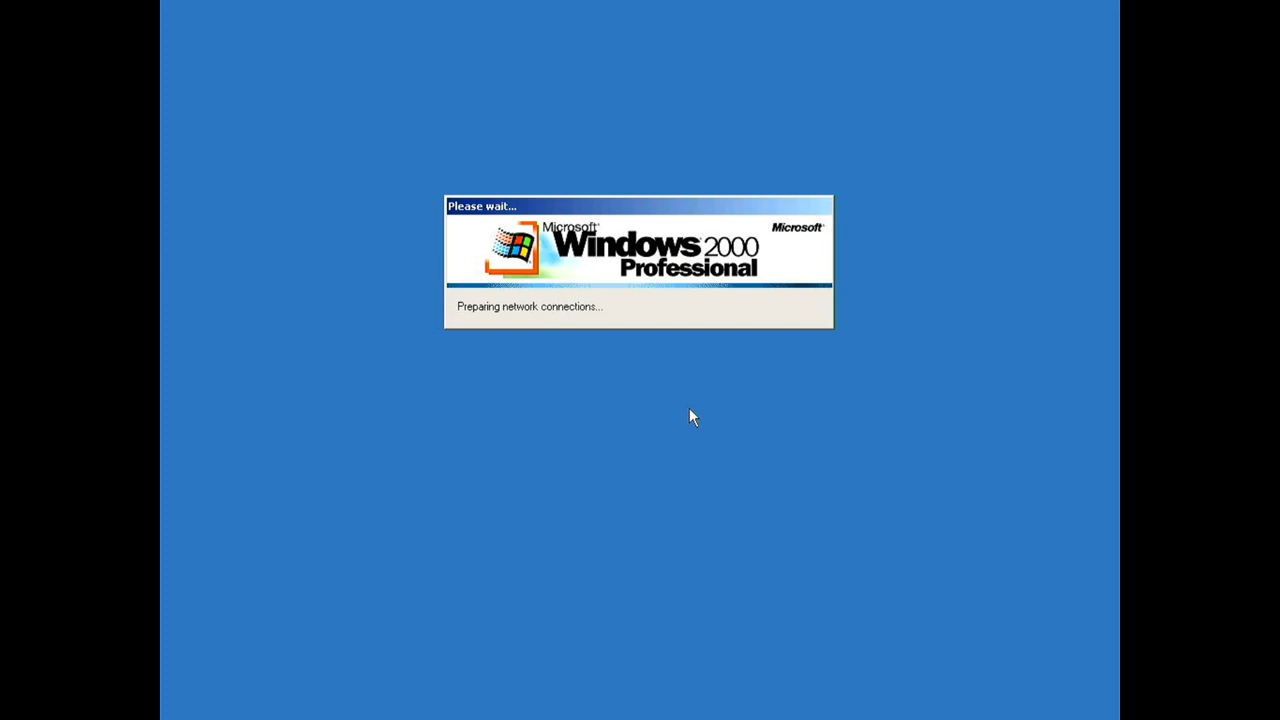 Please wait...
Microsoft®
Microsoft®
Windows 2000
Professional
Preparing network connections...